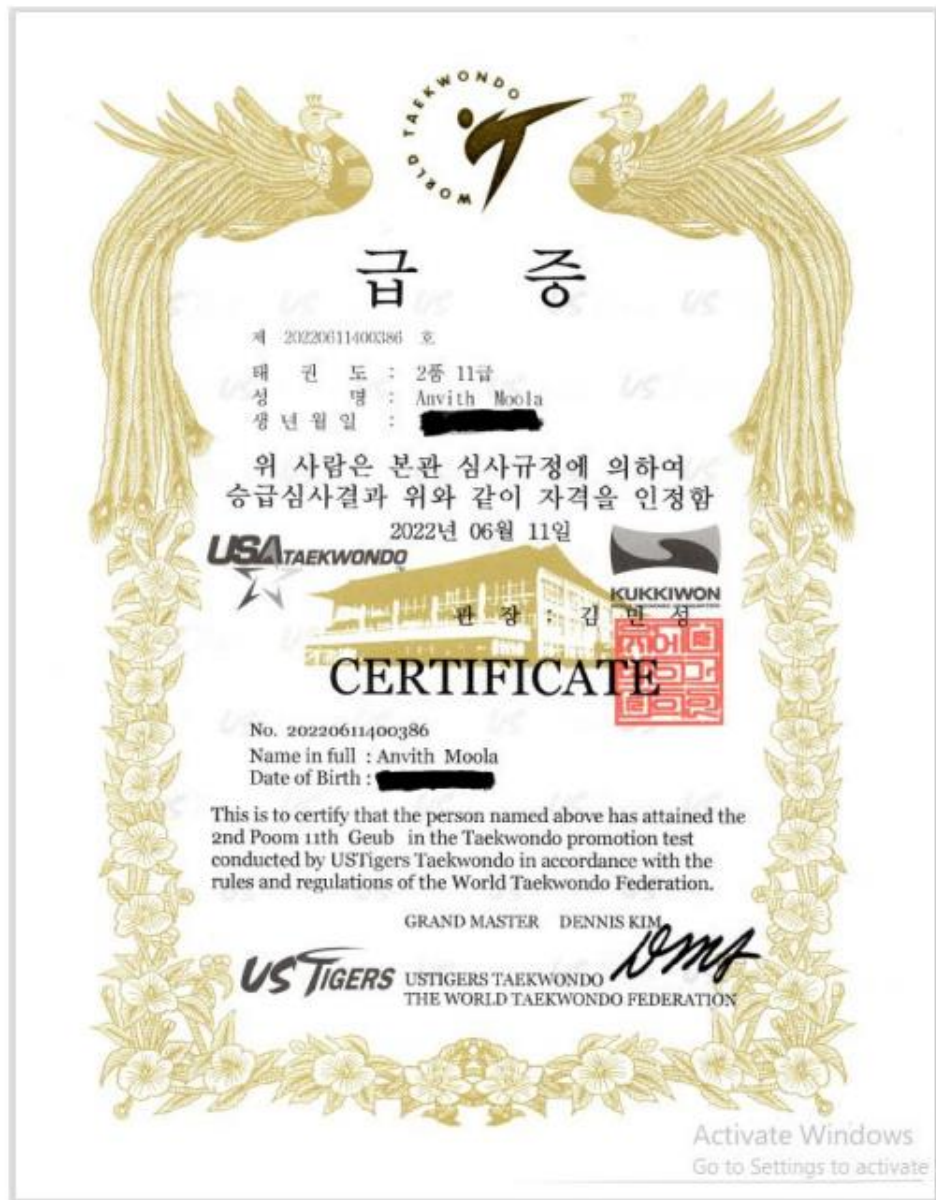 WORLD TAEKWONDO
급 증
제 20220611400386 호
태 권 도 : 2품 11급
성 명 : Anvith Moola
생 년 월 일 :
위 사람은 본관 심사규정에 의하여
승급심사결과 위와 같이 자격을 인정함
2022년 06월 11일
USA TAEKWONDO
KUKKIWON
관 장 : 김 민 성
CERTIFICATE
No. 20220611400386
Name in full : Anvith Moola
Date of Birth :
This is to certify that the person named above has attained the
2nd Poom 11th Geub in the Taekwondo promotion test
conducted by USTigers Taekwondo in accordance with the
rules and regulations of the World Taekwondo Federation.
GRAND MASTER DENNIS KIM
US TIGERS
USTIGERS TAEKWONDO
THE WORLD TAEKWONDO FEDERATION
Activate Windows
Go to Settings to activate